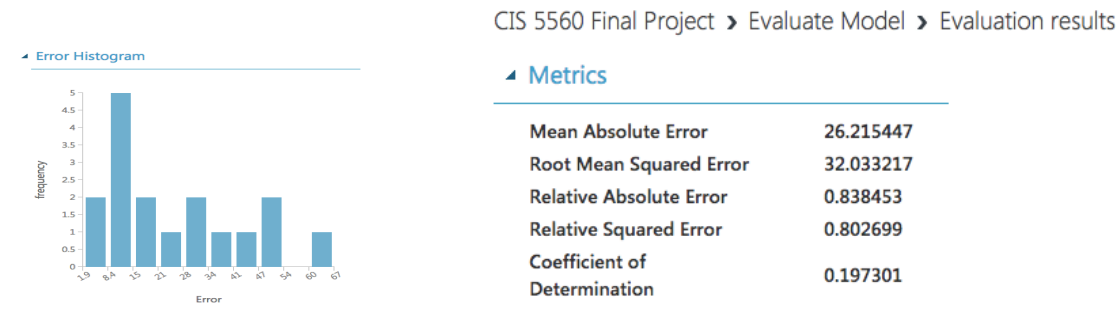 CIS 5560 Final Project › Evaluate Model › Evaluation results
Error Histogram
5
4.5
4
3.5
3
2.5
2
1.5
1
0.5
0
frequency
1.9 8.4 15 21 28 34 41 47 54 60 67
Error
Metrics
Mean Absolute Error 26.215447
Root Mean Squared Error 32.033217
Relative Absolute Error 0.838453
Relative Squared Error 0.802699
Coefficient of
Determination 0.197301